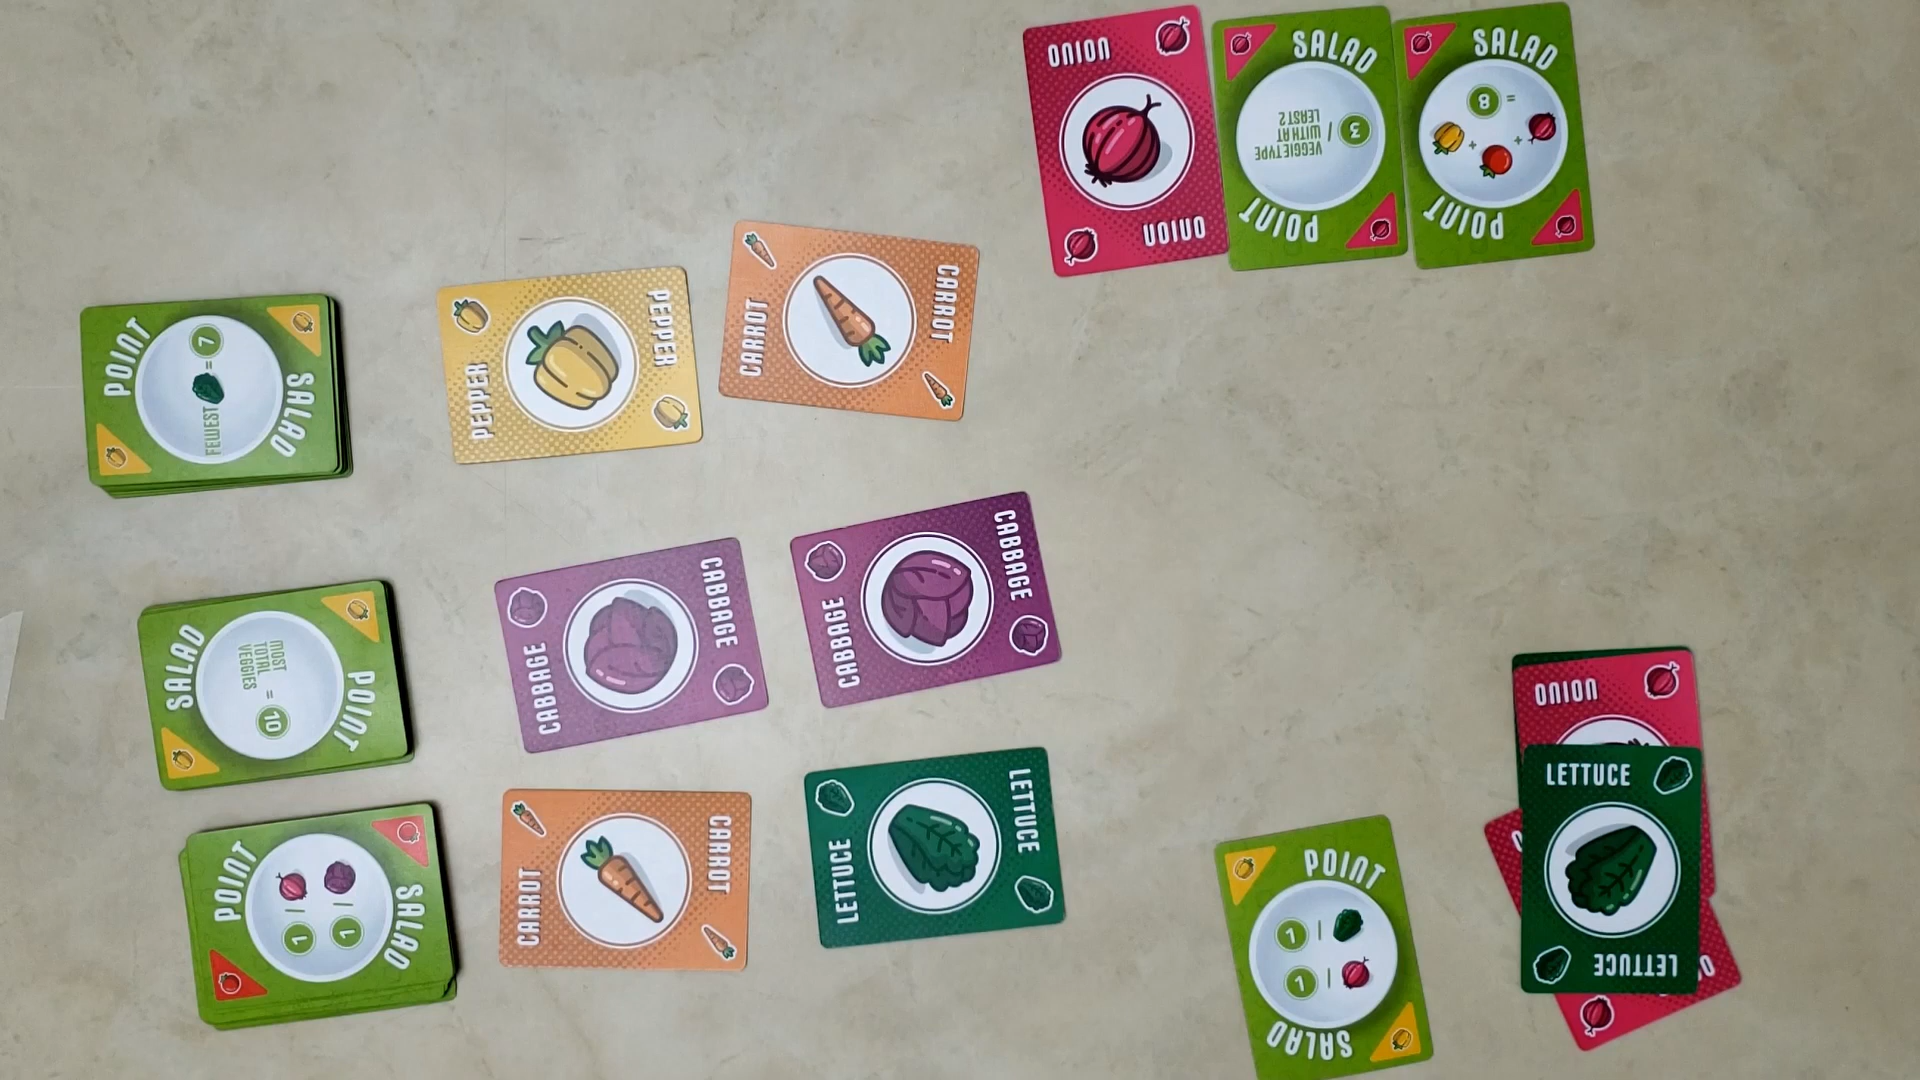 ONION
ONION
SALAD
3 / VEGGIE TYPE
WITH AT
LEAST 2
POINT
SALAD
+ + = 8
POINT
POINT
FEWEST = 7
SALAD
PEPPER
PEPPER
CARROT
CARROT
SALAD
MOST
TOTAL
VEGGIES
= 10
POINT
CABBAGE
CABBAGE
CABBAGE
CABBAGE
POINT
1 /
1 /
SALAD
CARROT
CARROT
LETTUCE
LETTUCE
POINT
1 /
1 /
SALAD
ONION
LETTUCE
LETTUCE